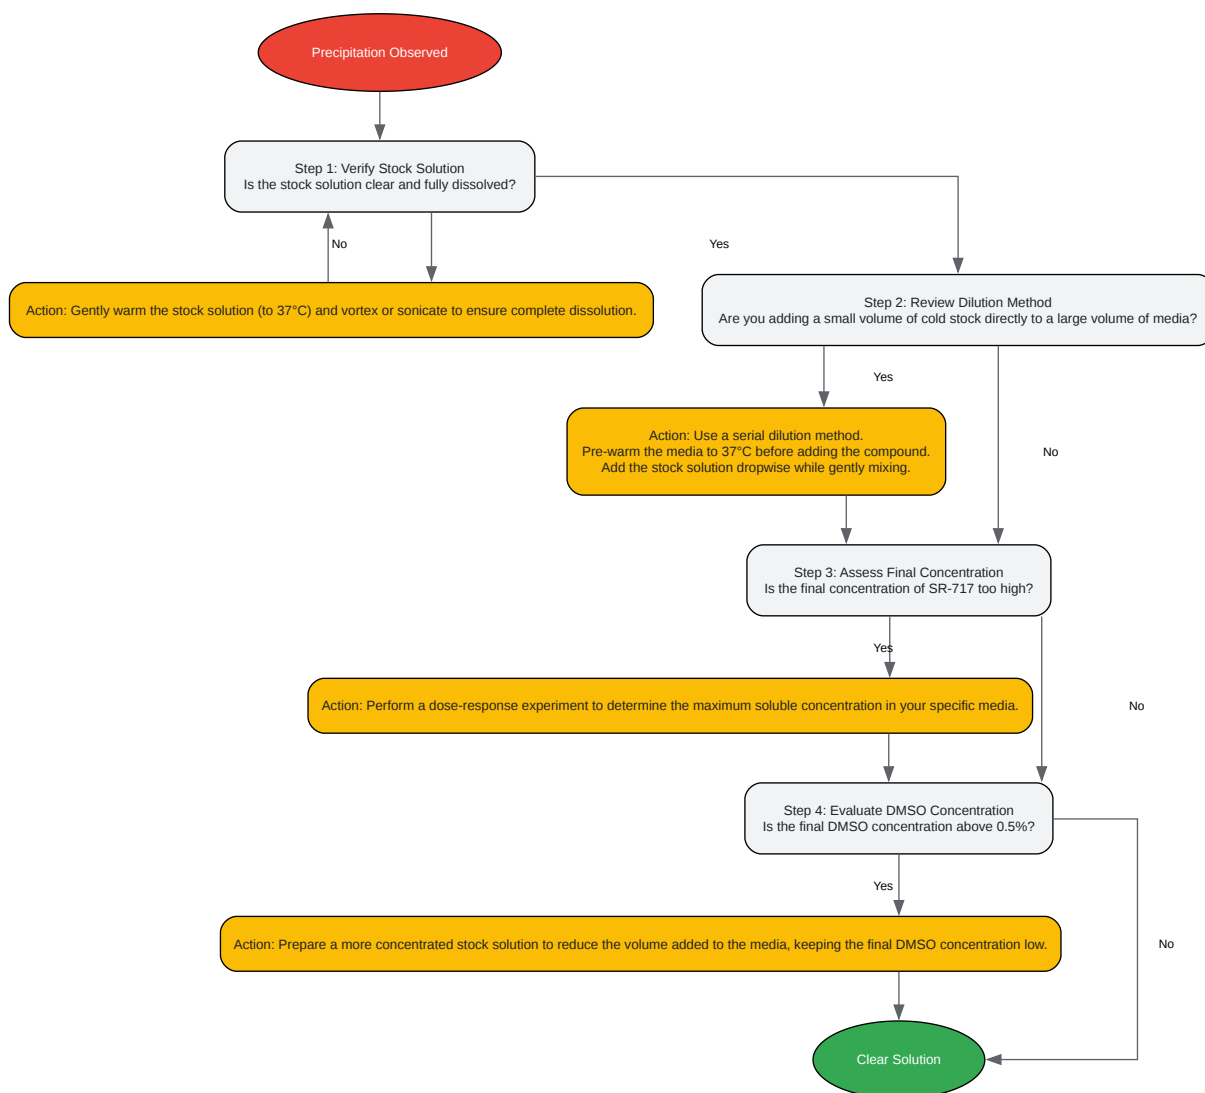 Precipitation Observed
Step 1: Verify Stock Solution
Is the stock solution clear and fully dissolved?
No
Yes
Action: Gently warm the stock solution (to 37°C) and vortex or sonicate to ensure complete dissolution.
Step 2: Review Dilution Method
Are you adding a small volume of cold stock directly to a large volume of media?
Yes
Action: Use a serial dilution method.
Pre-warm the media to 37°C before adding the compound.
Add the stock solution dropwise while gently mixing.
No
Step 3: Assess Final Concentration
Is the final concentration of SR-717 too high?
Yes
Action: Perform a dose-response experiment to determine the maximum soluble concentration in your specific media.
No
Step 4: Evaluate DMSO Concentration
Is the final DMSO concentration above 0.5%?
Yes
Action: Prepare a more concentrated stock solution to reduce the volume added to the media, keeping the final DMSO concentration low.
No
Clear Solution